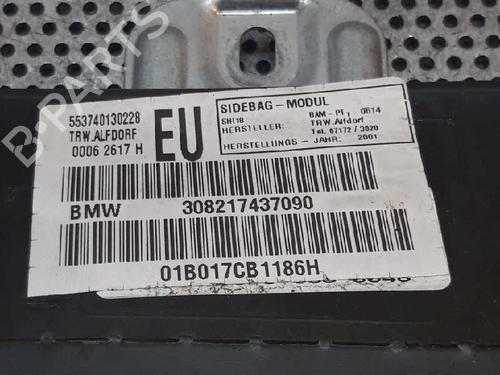 553740130228
TRW.ALFDORF
0006 2617 H
EU
SIDEBAG - MODUL
SH118 BAM - PT1 0614
HERSTELLER: TRW.Alfdorf
Tel. 07172 / 3020
HERSTELLUNGS - JAHR: 2001
BMW 308217437090
01B017CB1186H
B-PARTS